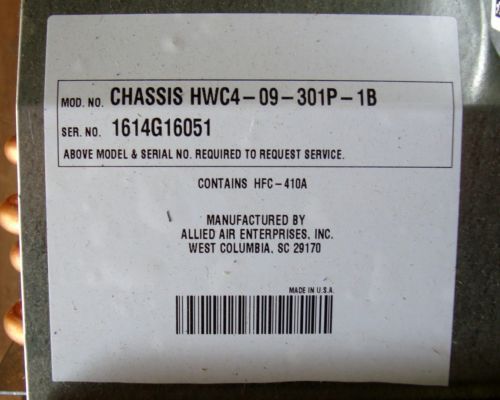 MOD. NO. CHASSIS HWC4-09-301P-1B
SER. NO. 1614G16051
ABOVE MODEL & SERIAL NO. REQUIRED TO REQUEST SERVICE.
CONTAINS HFC-410A
MANUFACTURED BY
ALLIED AIR ENTERPRISES, INC.
WEST COLUMBIA, SC 29170
MADE IN U.S.A.